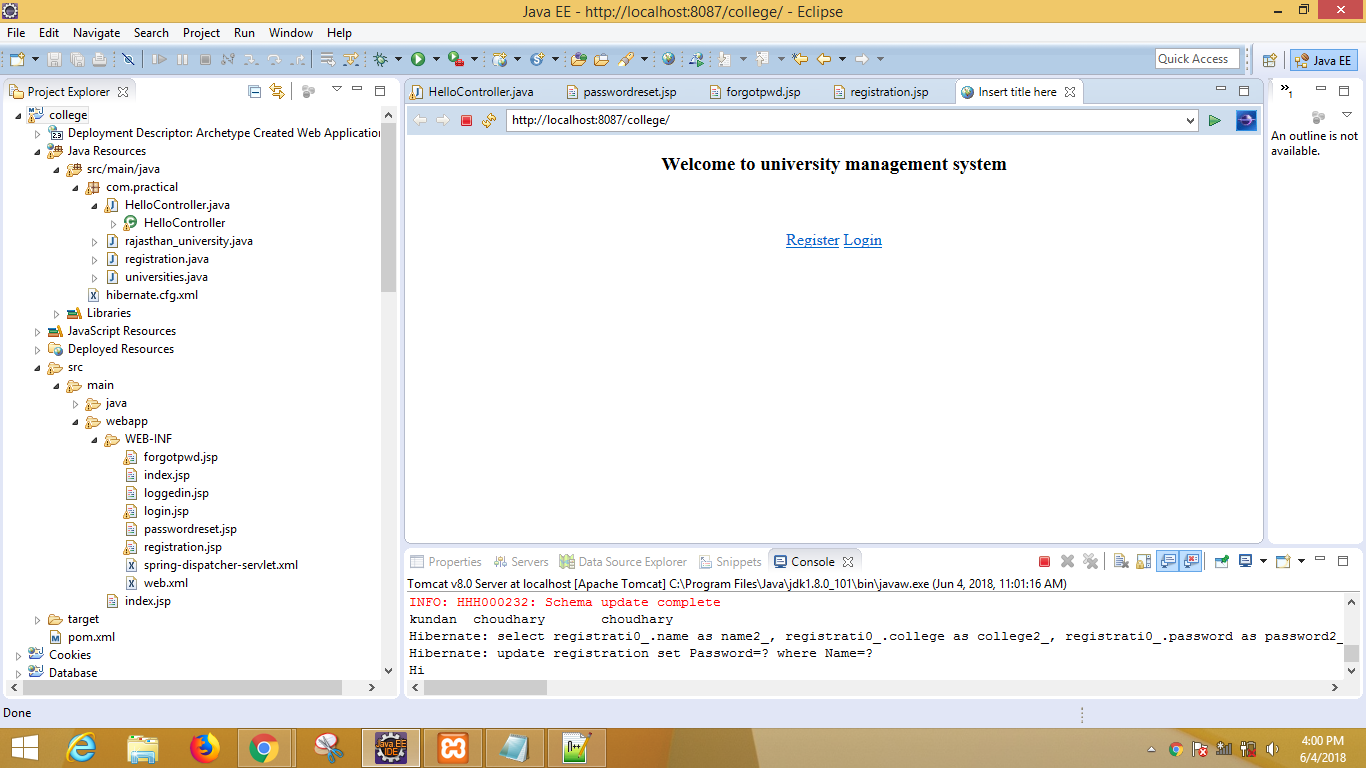 Java EE - http://localhost:8087/college/ - Eclipse
File Edit Navigate Search Project Run Window Help
Quick Access
Java EE
Project Explorer
HelloController.java
passwordreset.jsp
forgotpwd.jsp
registration.jsp
Insert title here
1
http://localhost:8087/college/
college
Deployment Descriptor: Archetype Created Web Application
Java Resources
src/main/java
com.practical
HelloController.java
HelloController
rajasthan_university.java
registration.java
universities.java
hibernate.cfg.xml
Libraries
JavaScript Resources
Deployed Resources
src
main
java
webapp
WEB-INF
forgotpwd.jsp
index.jsp
loggedin.jsp
login.jsp
passwordreset.jsp
registration.jsp
spring-dispatcher-servlet.xml
web.xml
index.jsp
target
pom.xml
Cookies
Database
Welcome to university management system
Register Login
An outline is not
available.
Properties
Servers
Data Source Explorer
Snippets
Console
Tomcat v8.0 Server at localhost [Apache Tomcat] C:\Program Files\Java\jdk1.8.0_101\bin\javaw.exe (Jun 4, 2018, 11:01:16 AM)
INFO: HHH000232: Schema update complete
kundan choudhary choudhary
Hibernate: select registrati0_.name as name2_, registrati0_.college as college2_, registrati0_.password as password2_
Hibernate: update registration set Password=? where Name=?
Hi
Done
Java EE
IDE
4:00 PM
6/4/2018